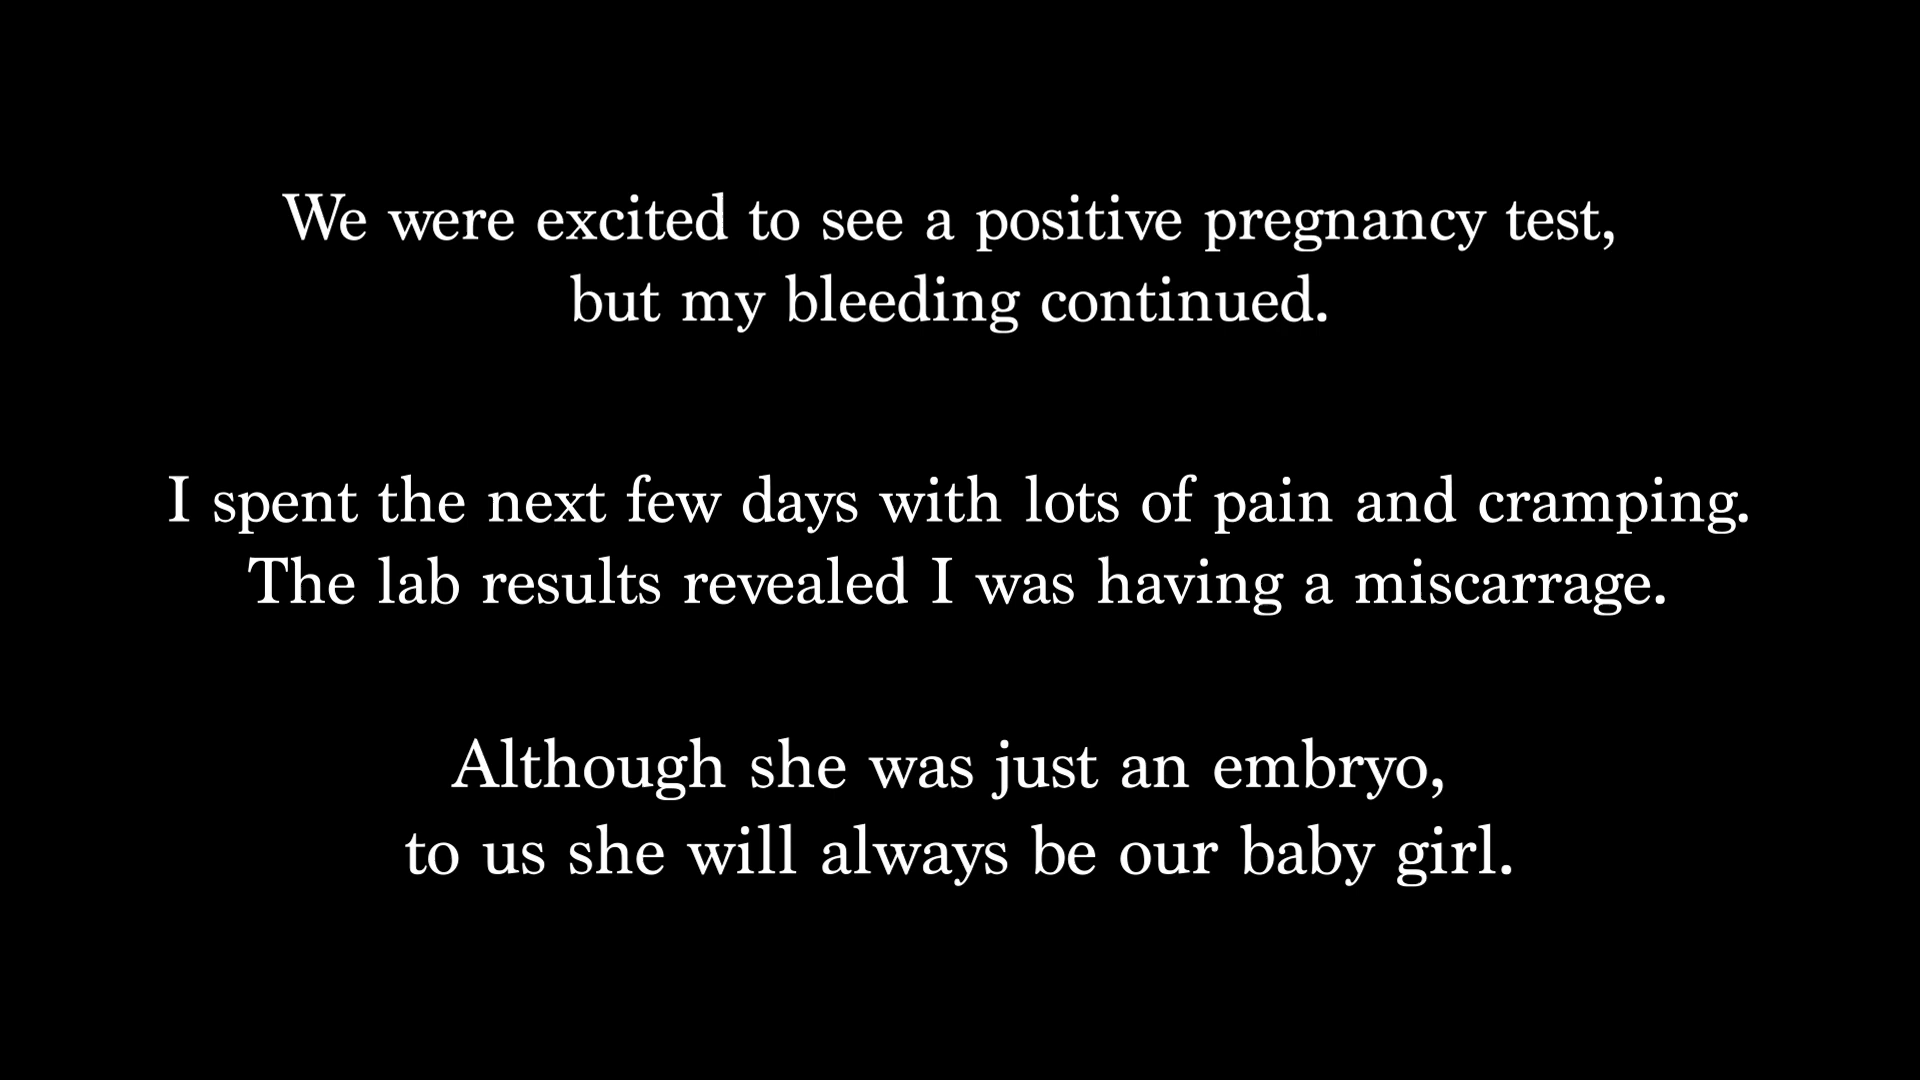 We were excited to see a positive pregnancy test,
but my bleeding continued.
I spent the next few days with lots of pain and cramping.
The lab results revealed I was having a miscarrage.
Although she was just an embryo,
to us she will always be our baby girl.